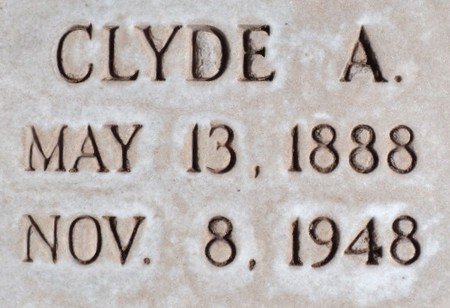 CLYDE A.
MAY 13, 1888
NOV. 8, 1948